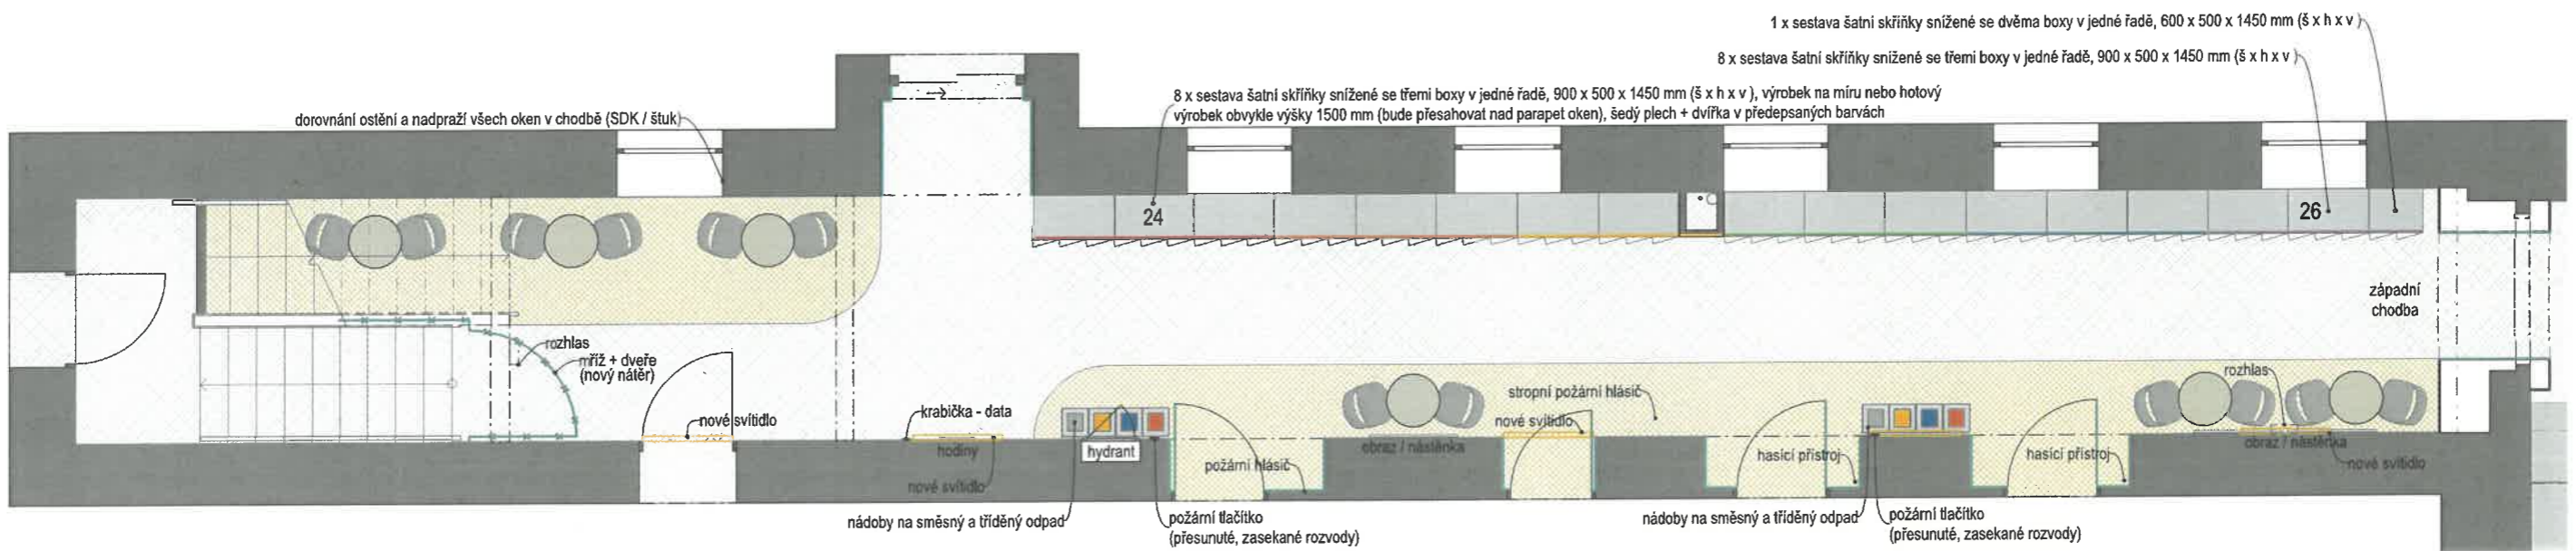 1 x sestava šatní skříňky snížené se dvěma boxy v jedné řadě, 600 x 500 x 1450 mm (š x h x v )
8 x sestava šatní skříňky snížené se třemi boxy v jedné řadě, 900 x 500 x 1450 mm (š x h x v )
8 x sestava šatní skříňky snížené se třemi boxy v jedné řadě, 900 x 500 x 1450 mm (š x h x v ), výrobek na míru nebo hotový
výrobek obvykle výšky 1500 mm (bude přesahovat nad parapet oken), šedý plech + dvířka v předepsaných barvách
dorovnání ostění a nadpraží všech oken v chodbě (SDK / štuk)
24
26
západní
chodba
rozhlas
mříž + dveře
(nový nátěr)
nové svítidlo
krabička - data
hodiny
nové svítidlo
hydrant
nádoby na směsný a tříděný odpad
požární tlačítko
(přesunuté, zasekané rozvody)
požární hlásič
obraz / nástěnka
stropní požární hlásič
nové svítidlo
hasicí přístroj
nádoby na směsný a tříděný odpad
požární tlačítko
(přesunuté, zasekané rozvody)
hasicí přístroj
rozhlas
obraz / nástěnka
nové svítidlo